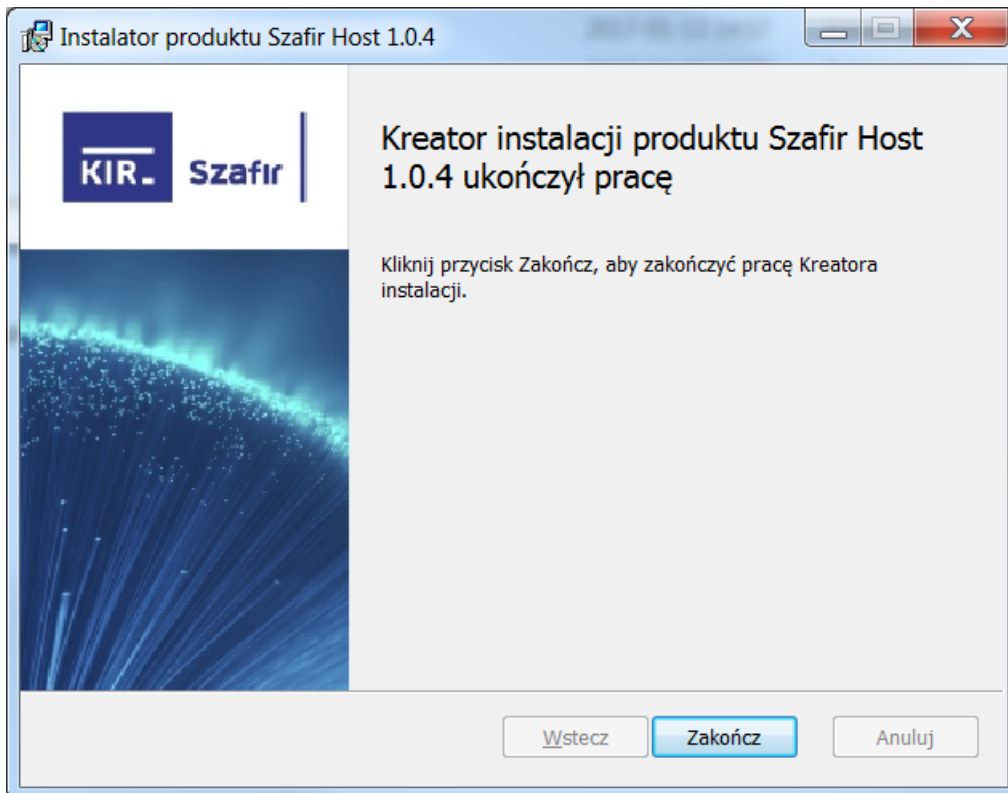 Instalator produktu Szafir Host 1.0.4
KIR Szafir
Kreator instalacji produktu Szafir Host
1.0.4 ukończył pracę
Kliknij przycisk Zakończ, aby zakończyć pracę Kreatora
instalacji.
Wstecz Zakończ Anuluj